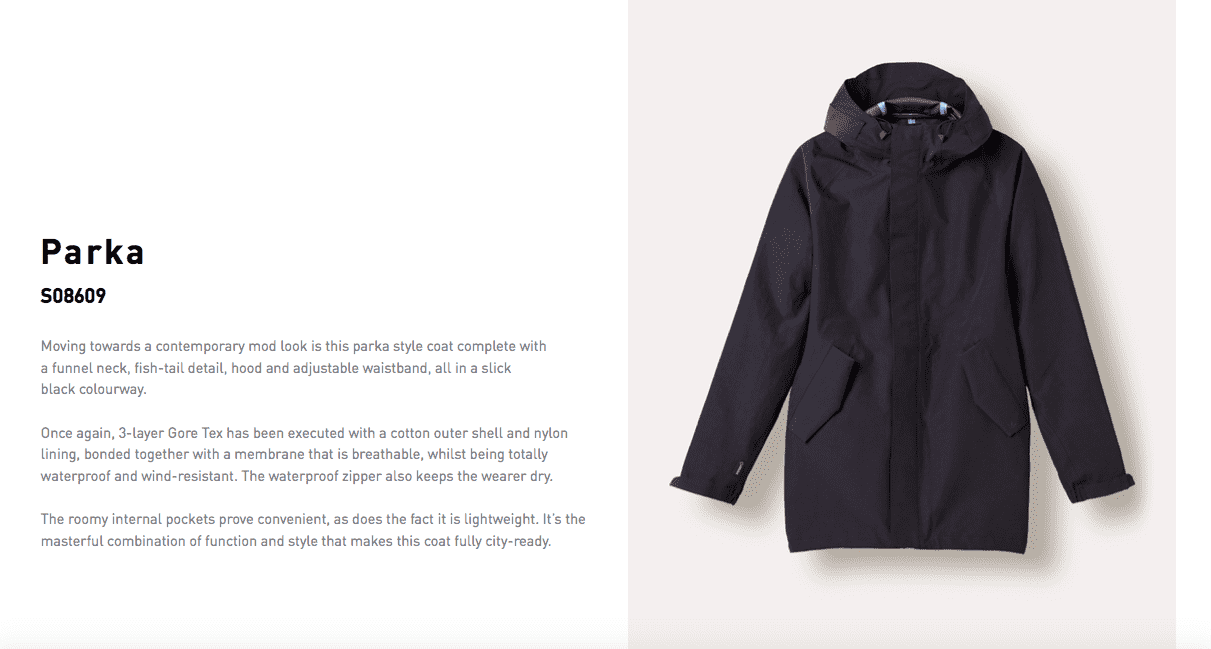 Parka
S08609
Moving towards a contemporary mod look is this parka style coat complete with
a funnel neck, fish-tail detail, hood and adjustable waistband, all in a slick
black colourway.
Once again, 3-layer Gore Tex has been executed with a cotton outer shell and nylon
lining, bonded together with a membrane that is breathable, whilst being totally
waterproof and wind-resistant. The waterproof zipper also keeps the wearer dry.
The roomy internal pockets prove convenient, as does the fact it is lightweight. It's the
masterful combination of function and style that makes this coat fully city-ready.